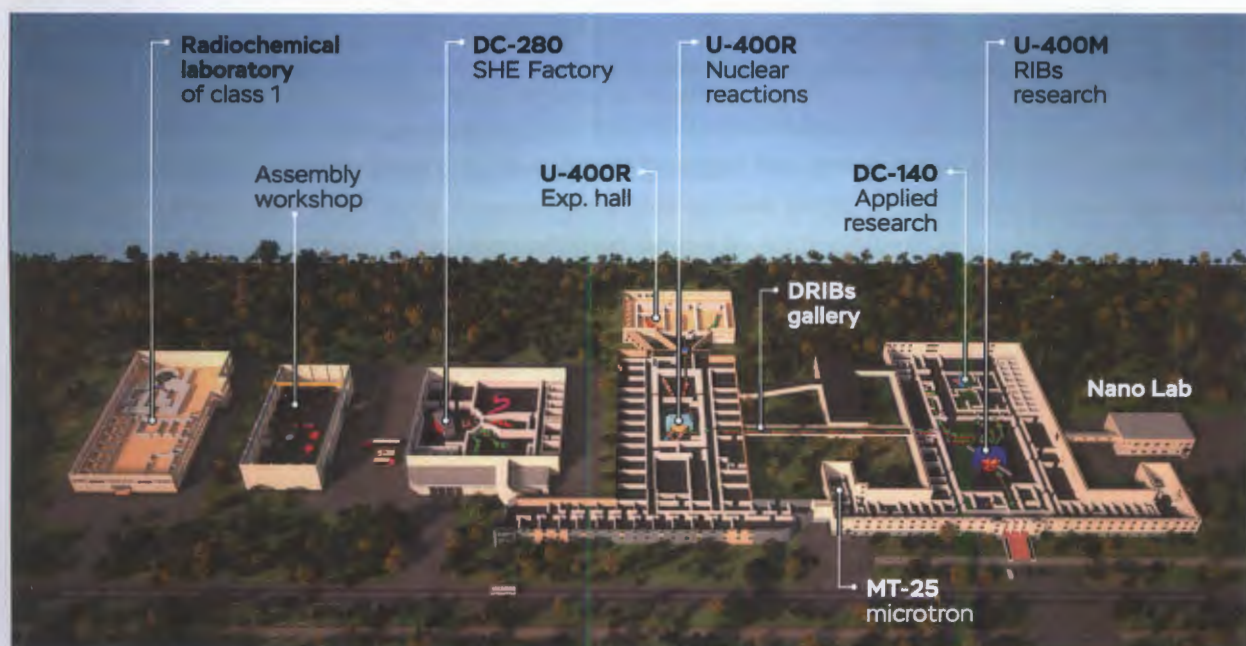 Radiochemical
laboratory
of class 1
DC-280
SHE Factory
U-400R
Nuclear
reactions
U-400M
RIBs
research
Assembly
workshop
U-400R
Exp. hall
DC-140
Applied
research
DRIBs
gallery
Nano Lab
MT-25
microtron